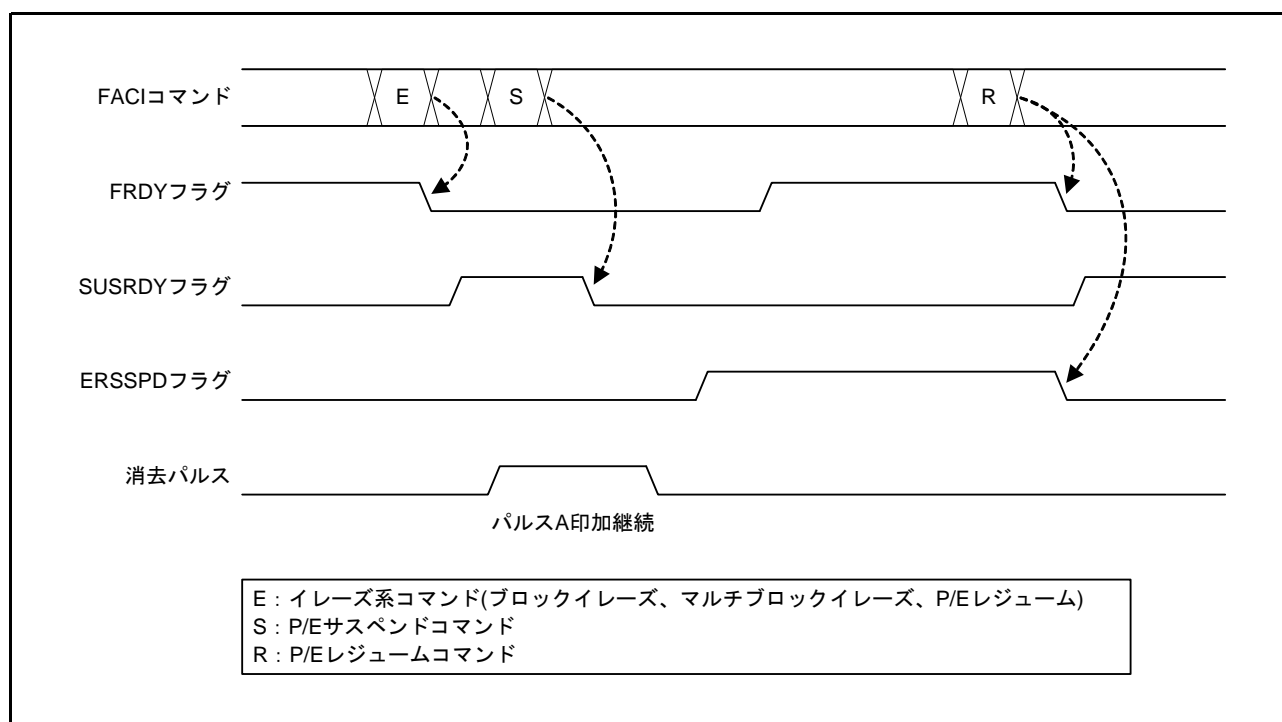 FACIコマンド
E
S
R
FRDYフラグ
SUSRDYフラグ
ERSSPDフラグ
消去パルス
パルスA印加継続
E：イレーズ系コマンド(ブロックイレーズ、マルチブロックイレーズ、P/Eレジューム)
S：P/Eサスペンドコマンド
R：P/Eレジュームコマンド